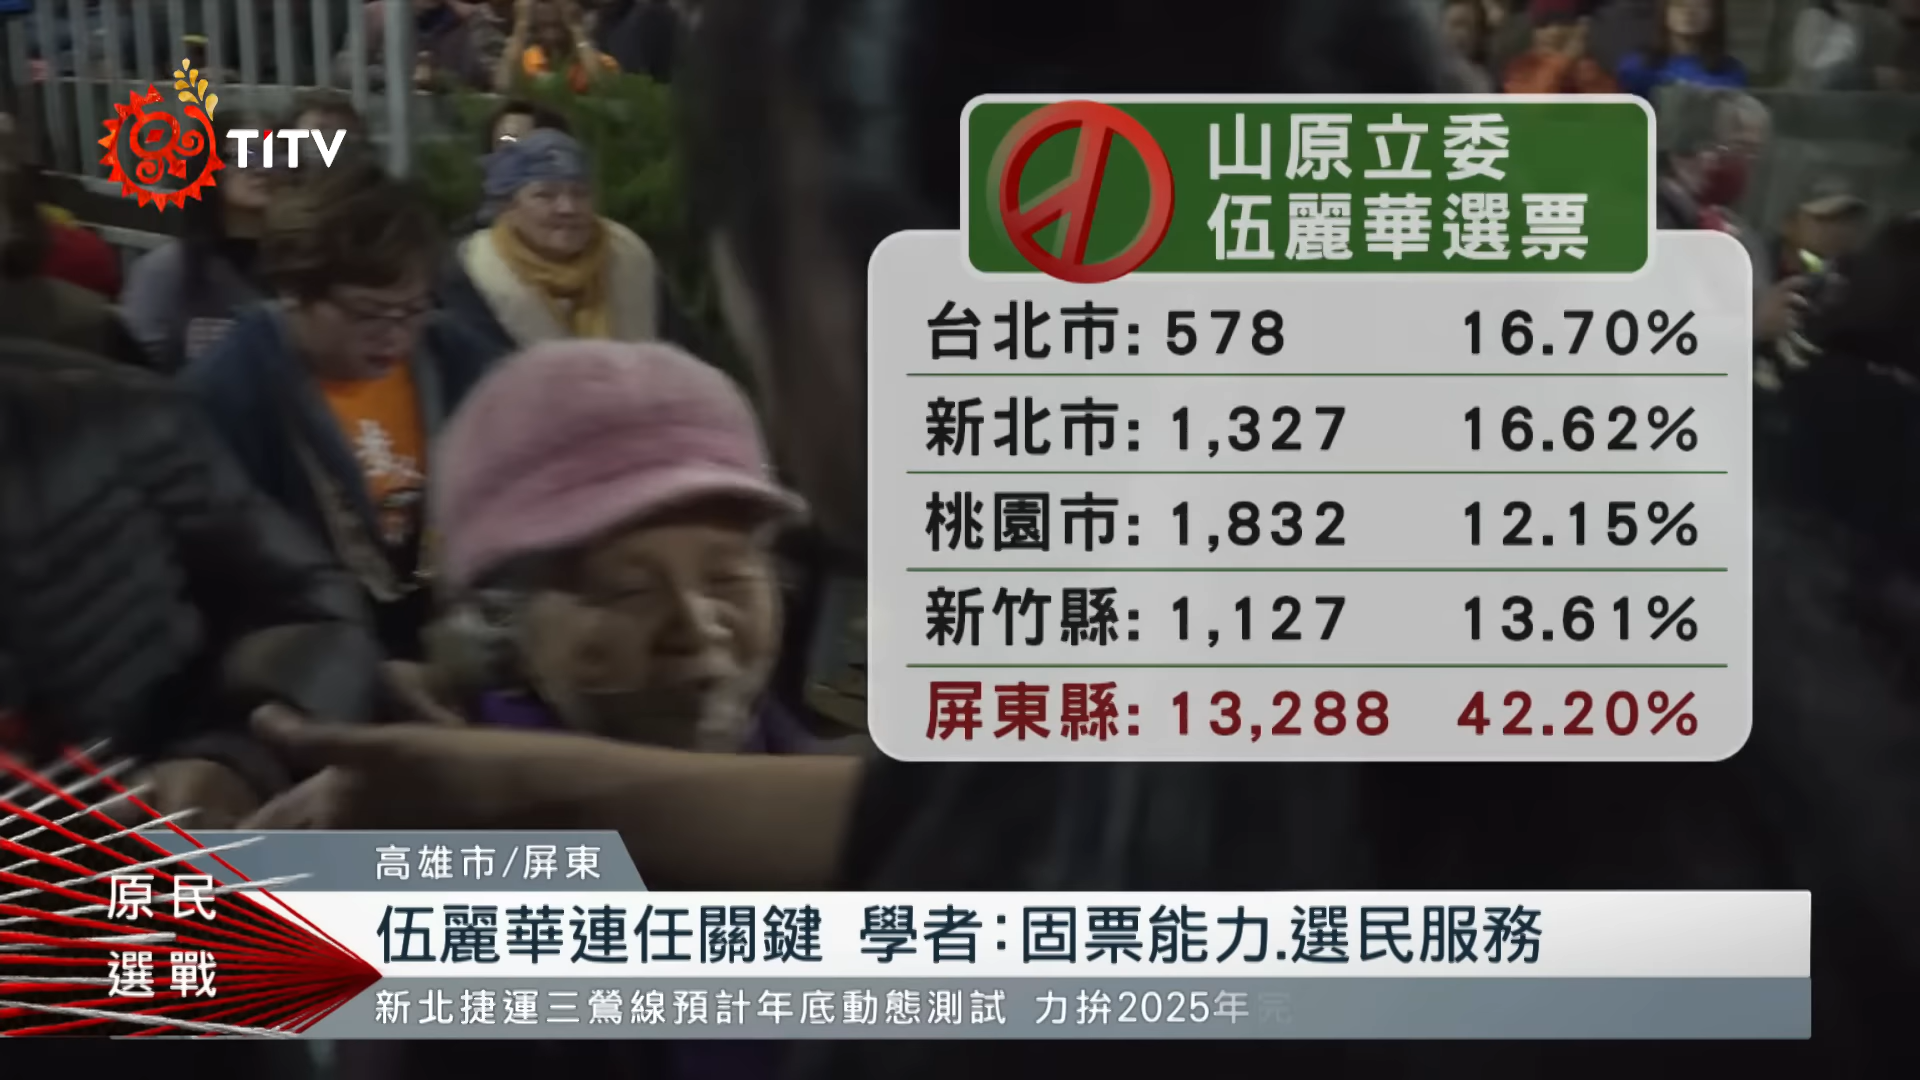 TITV
山原立委
伍麗華選票
台北市: 578 16.70%
新北市: 1,327 16.62%
桃園市: 1,832 12.15%
新竹縣: 1,127 13.61%
屏東縣: 13,288 42.20%
高雄市/屏東
原民
選戰
伍麗華連任關鍵 學者:固票能力.選民服務
新北捷運三鶯線預計年底動態測試 力拚2025年完